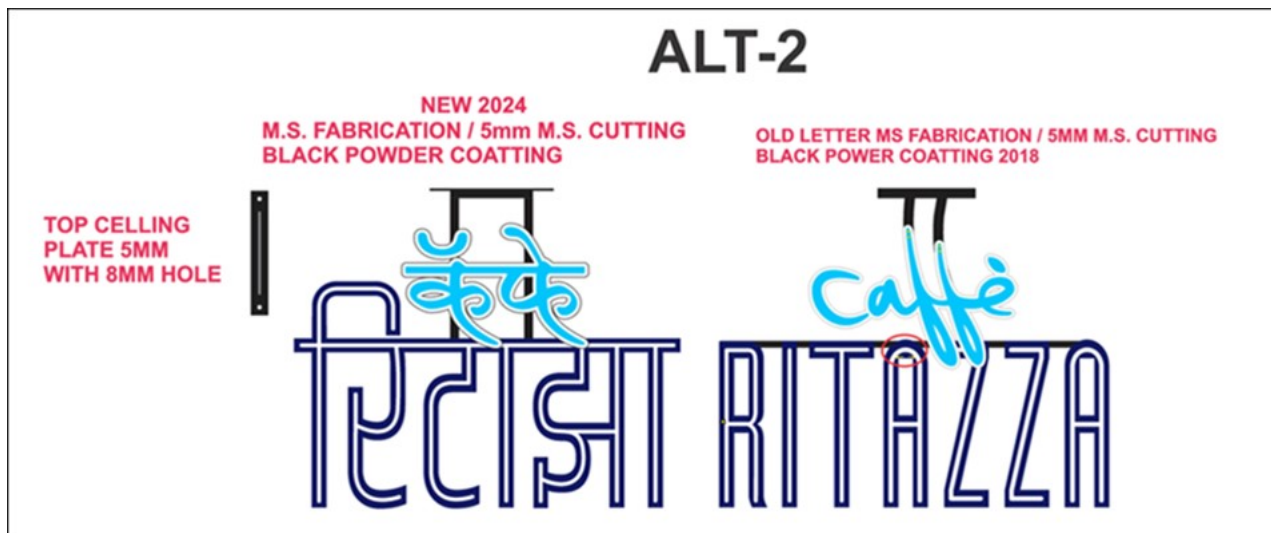 ALT-2
NEW 2024
M.S. FABRICATION / 5mm M.S. CUTTING
BLACK POWDER COATTING
OLD LETTER MS FABRICATION / 5MM M.S. CUTTING
BLACK POWER COATTING 2018
TOP CELLING
PLATE 5MM
WITH 8MM HOLE
कॅफे
रिटाझा
caffè
RITAZZA